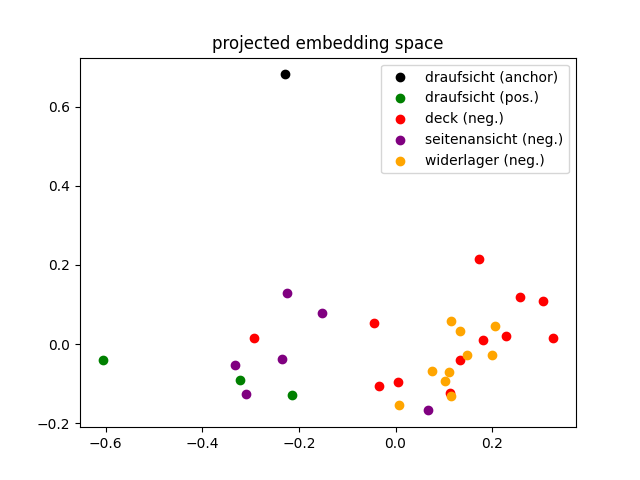 projected embedding space
draufsicht (anchor)
draufsicht (pos.)
deck (neg.)
seitenansicht (neg.)
widerlager (neg.)
0.6
0.4
0.2
0.0
−0.2
−0.6
−0.4
−0.2
0.0
0.2